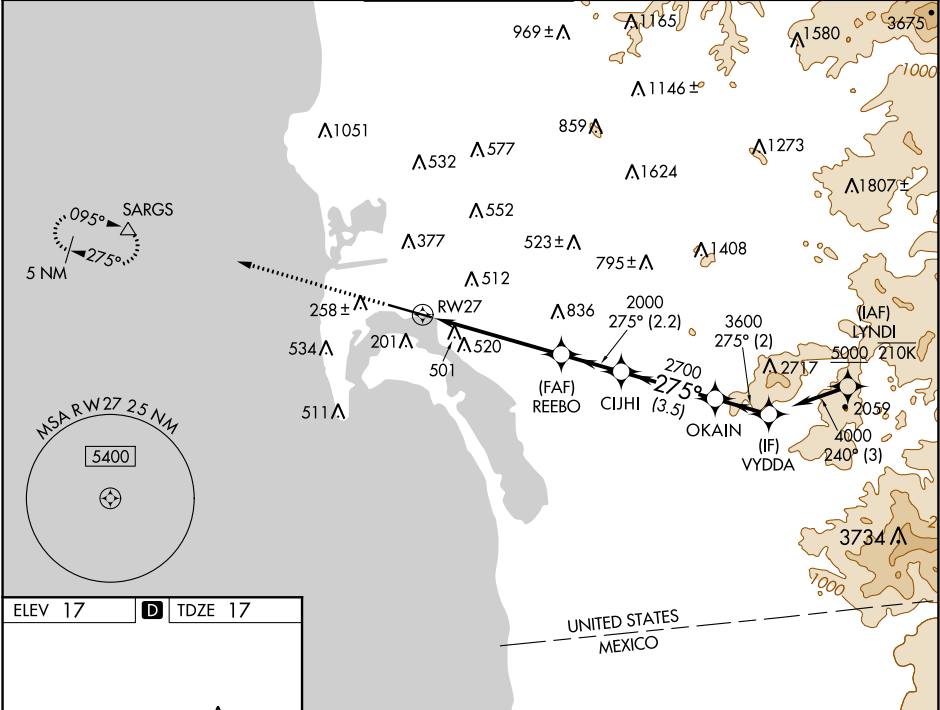 1165
969 ±
1580
3675
1000
1146 ±
1051
859
577
532
1273
1624
1807 ±
SARGS
095°
275°
5 NM
552
377
523 ±
1408
795 ±
512
258 ±
RW27
836
2000
275° (2.2)
3600
275° (2)
(IAF)
LYNDI
5000 210K
534
201
520
501
2700
275°
(3.5)
2717
(FAF)
REEBO
CIJHI
OKAIN
(IF)
VYDDA
2059
4000
240° (3)
511
MSA RW27 25 NM
5400
3734
1000
ELEV 17
D
TDZE 17
UNITED STATES
MEXICO